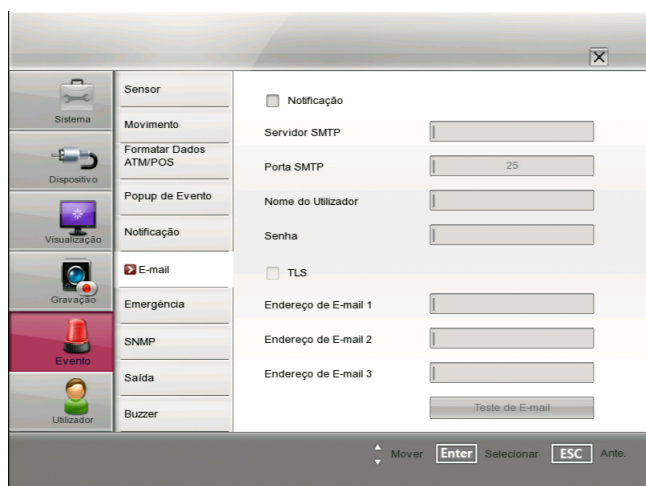 Sistema
Dispositivo
Visualização
Gravação
Evento
Utilizador
Sensor
Movimento
Formatar Dados
ATM/POS
Popup de Evento
Notificação
E-mail
Emergência
SNMP
Saída
Buzzer
Notificação
Servidor SMTP
Porta SMTP 25
Nome do Utilizador
Senha
TLS
Endereço de E-mail 1
Endereço de E-mail 2
Endereço de E-mail 3
Teste de E-mail
Mover Enter Selecionar ESC Ante.